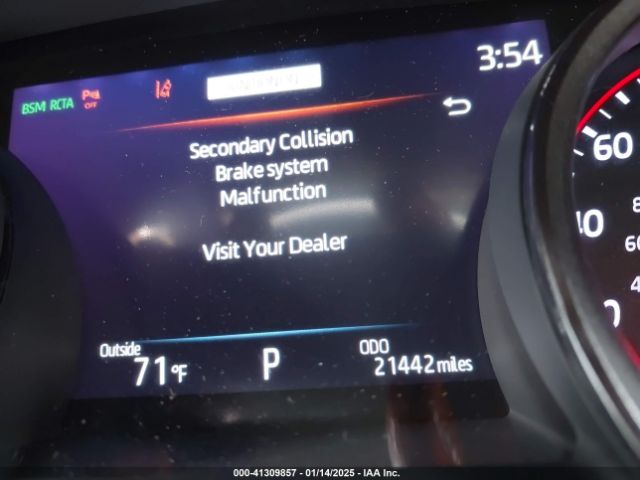 3:54
BSM RCTA
OFF
Secondary Collision
Brake system
Malfunction
Visit Your Dealer
Outside
71°F
P
ODO
21442 miles
60
000-41309857 - 01/14/2025 - IAA Inc.